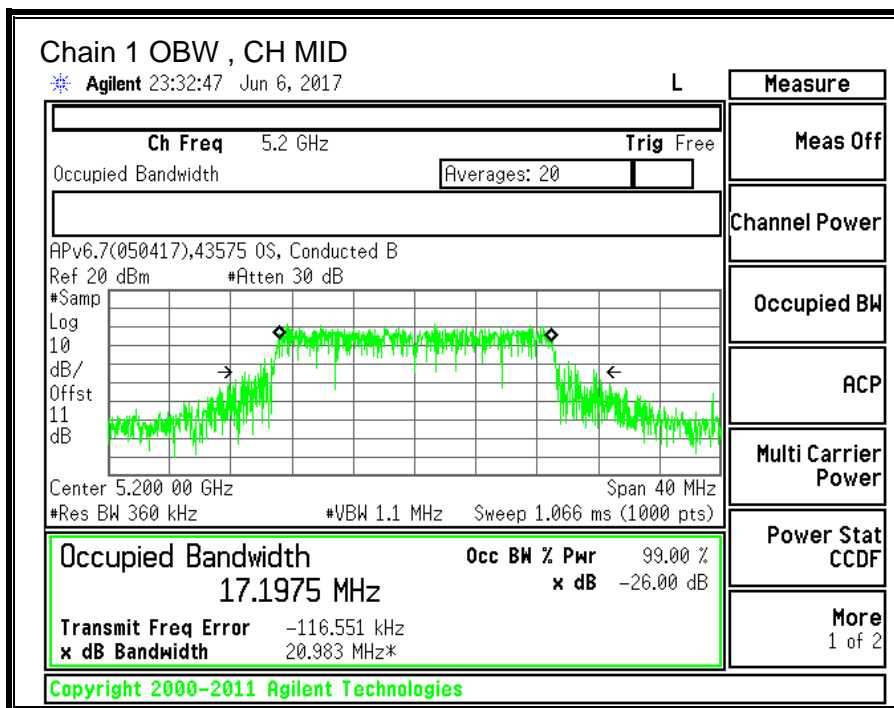 Chain 1 OBW , CH MID
Agilent 23:32:47 Jun 6, 2017 L
Measure
Ch Freq 5.2 GHz Trig Free
Meas Off
Occupied Bandwidth Averages: 20
Channel Power
APv6.7(050417),43575 OS, Conducted B
Ref 20 dBm #Atten 30 dB
#Samp
Log
10
dB/
Offst
11
dB
Occupied BW
ACP
Multi Carrier
Power
Center 5.200 00 GHz Span 40 MHz
#Res BW 360 kHz #VBW 1.1 MHz Sweep 1.066 ms (1000 pts)
Power Stat
CCDF
Occupied Bandwidth Occ BW % Pwr 99.00 %
17.1975 MHz x dB -26.00 dB
Transmit Freq Error -116.551 kHz
x dB Bandwidth 20.983 MHz*
More
1 of 2
Copyright 2000-2011 Agilent Technologies